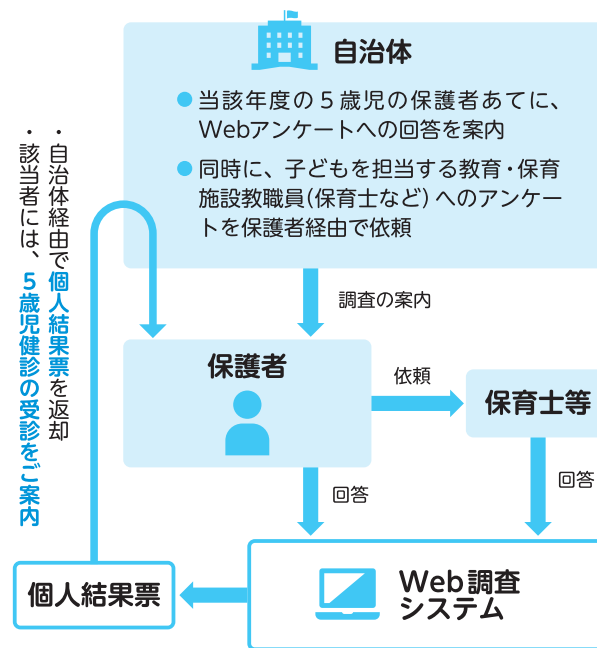 自治体
● 当該年度の５歳児の保護者あてに、
Webアンケートへの回答を案内
● 同時に、子どもを担当する教育・保育
施設教職員(保育士など)へのアンケー
トを保護者経由で依頼
・自治体経由で個人結果票を返却
・該当者には、５歳児健診の受診をご案内
調査の案内
保護者
依頼
保育士等
回答
回答
個人結果票
Web調査
システム